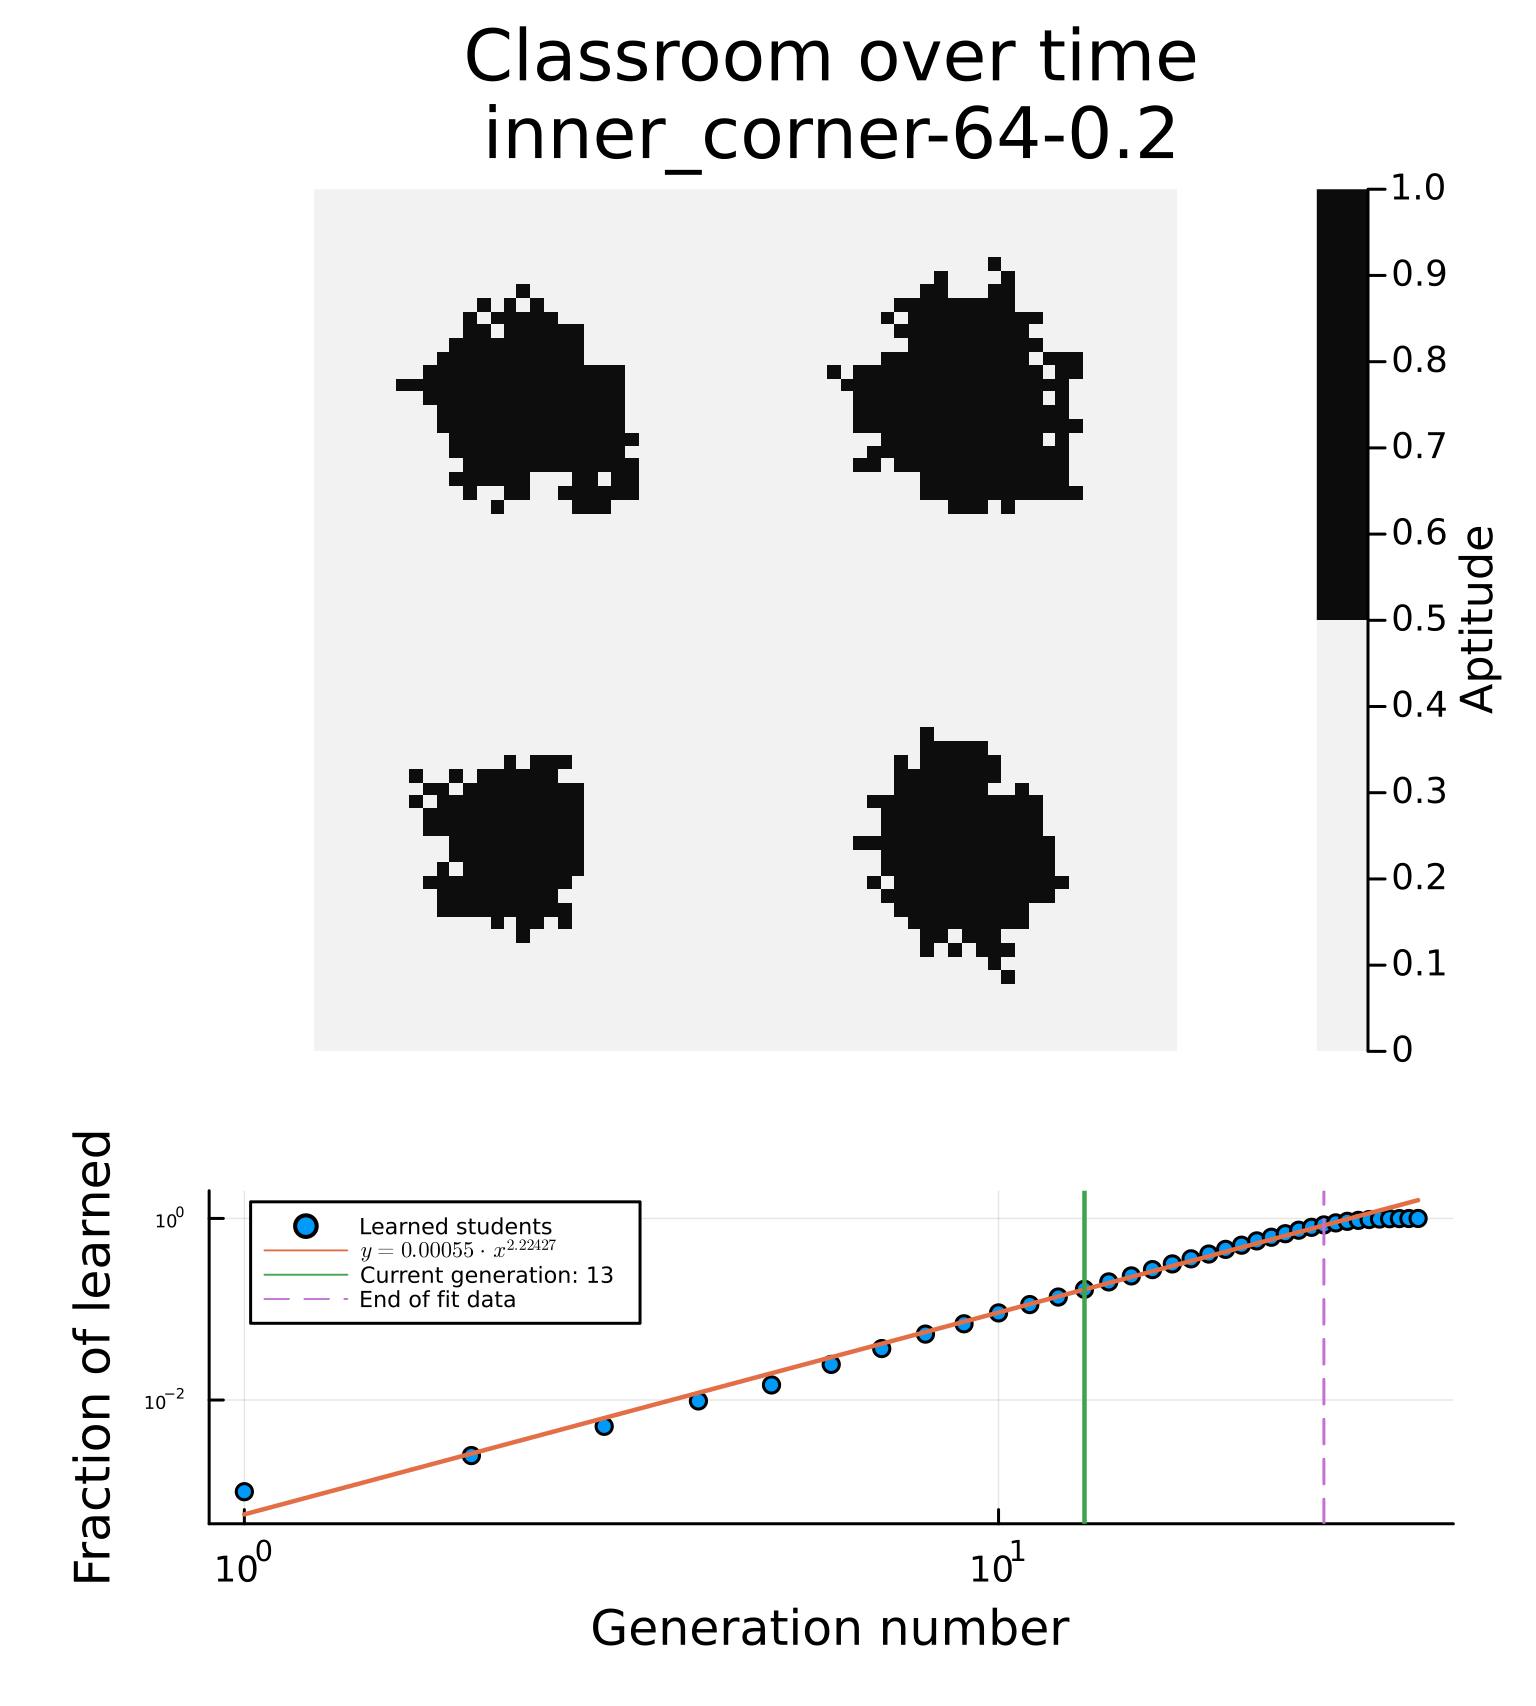 Classroom over time
inner_corner-64-0.2
1.0
0.9
0.8
0.7
0.6
0.5
0.4
0.3
0.2
0.1
0
Aptitude
Fraction of learned
10⁰
10⁻²
Learned students
y = 0.00055 · x^2.22427
Current generation: 13
End of fit data
10⁰
10¹
Generation number